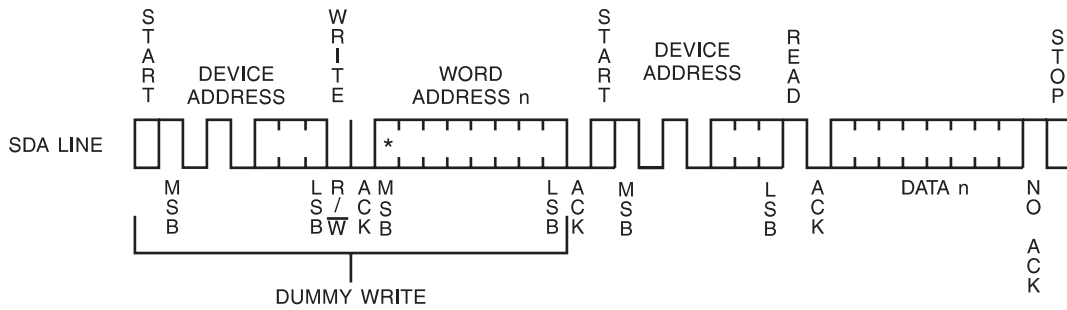 START
WRITE
START
READ
STOP
DEVICE
ADDRESS
WORD
ADDRESS n
DEVICE
ADDRESS
SDA LINE
*
MSB
LSB
R/W
ACK
MSB
LSB
ACK
MSB
LSB
ACK
DATA n
NO ACK
DUMMY WRITE